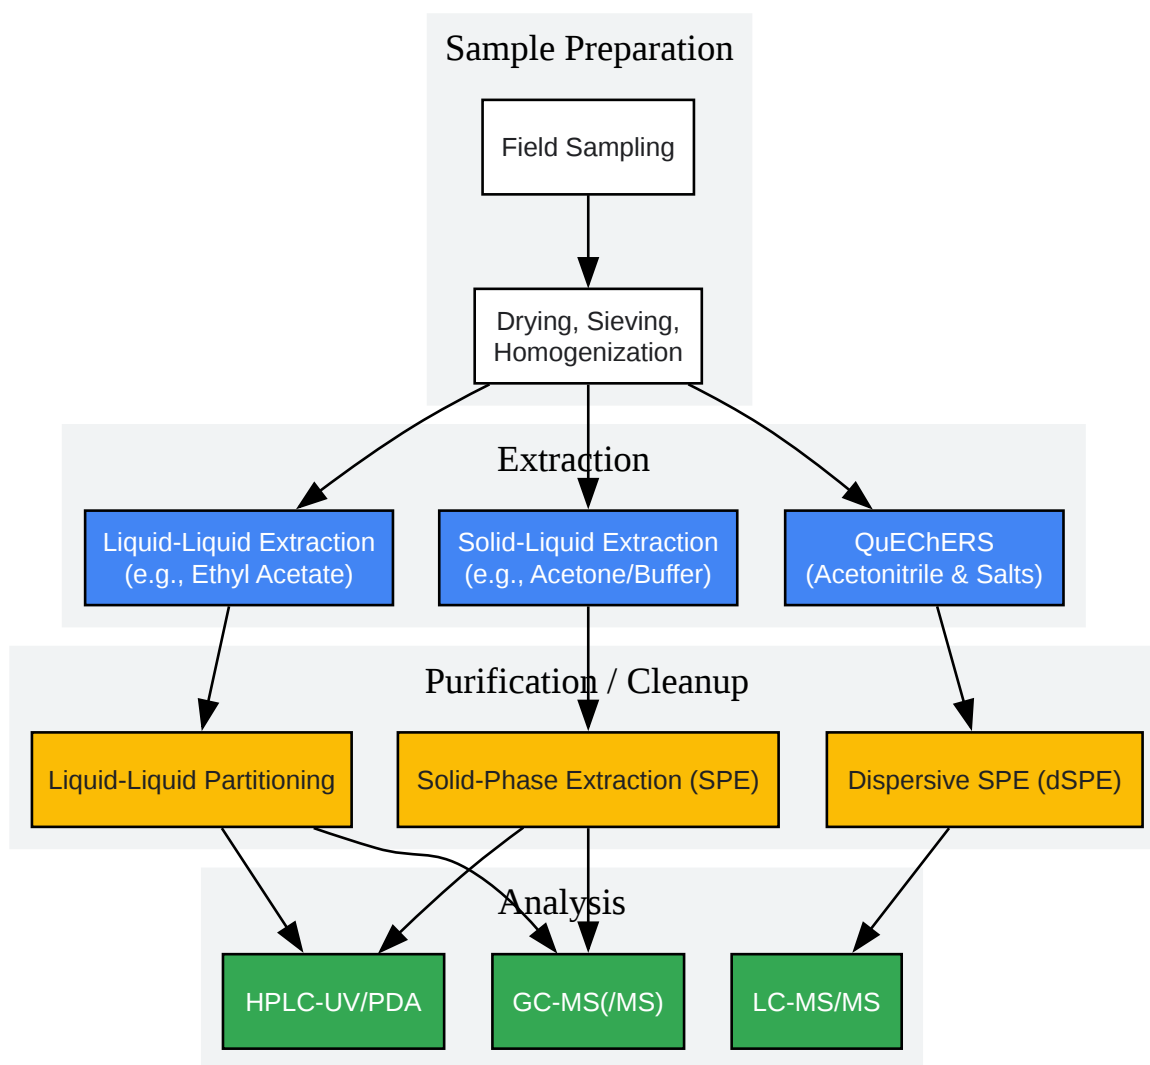 Sample Preparation
Field Sampling
Drying, Sieving,
Homogenization
Extraction
Liquid-Liquid Extraction
(e.g., Ethyl Acetate)
Solid-Liquid Extraction
(e.g., Acetone/Buffer)
QuEChERS
(Acetonitrile & Salts)
Purification / Cleanup
Liquid-Liquid Partitioning
Solid-Phase Extraction (SPE)
Dispersive SPE (dSPE)
Analysis
HPLC-UV/PDA
GC-MS(/MS)
LC-MS/MS